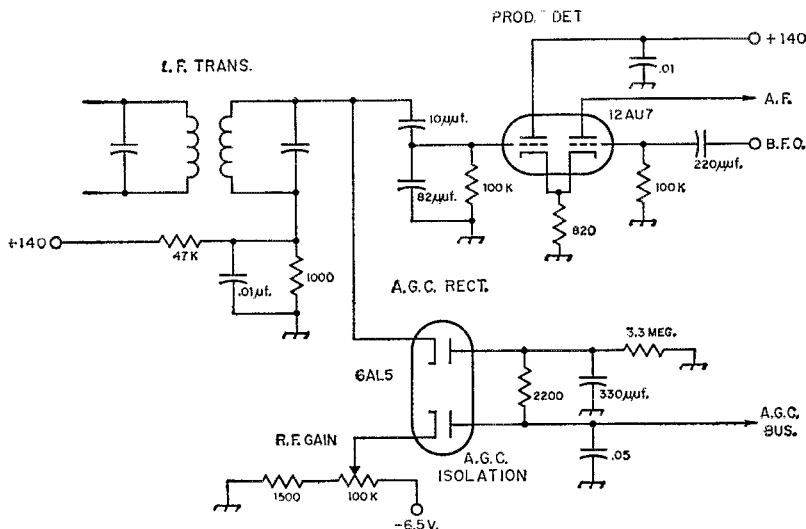 PROD. DET
I.F. TRANS.
+140
.01
A.F.
12AU7
10µµf.
B.F.O.
220µµf.
82µµf.
100K
100K
820
+140
47K
.01µf.
1000
A.G.C. RECT.
3.3 MEG.
6AL5
2200
330µµf.
A.G.C.
BUS.
R.F. GAIN
A.G.C.
ISOLATION
.05
1500
100K
-6.5V.